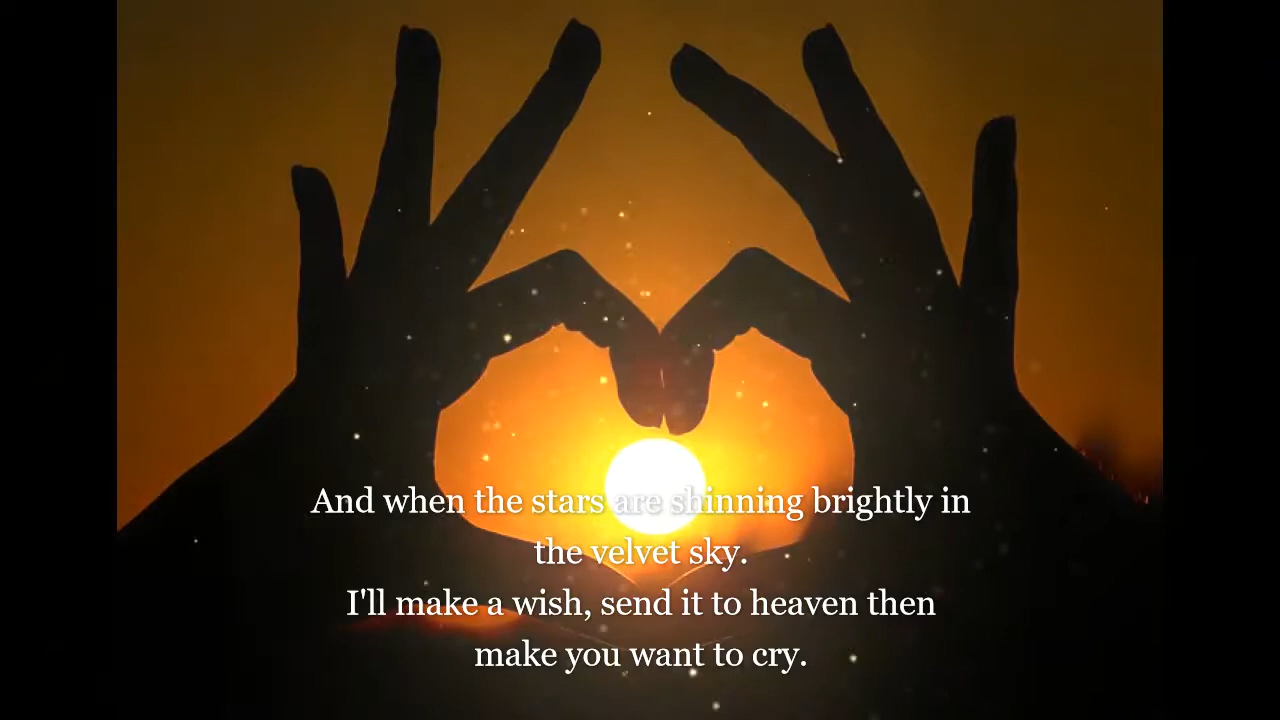 And when the stars are shinning brightly in
the velvet sky.
I'll make a wish, send it to heaven then
make you want to cry.